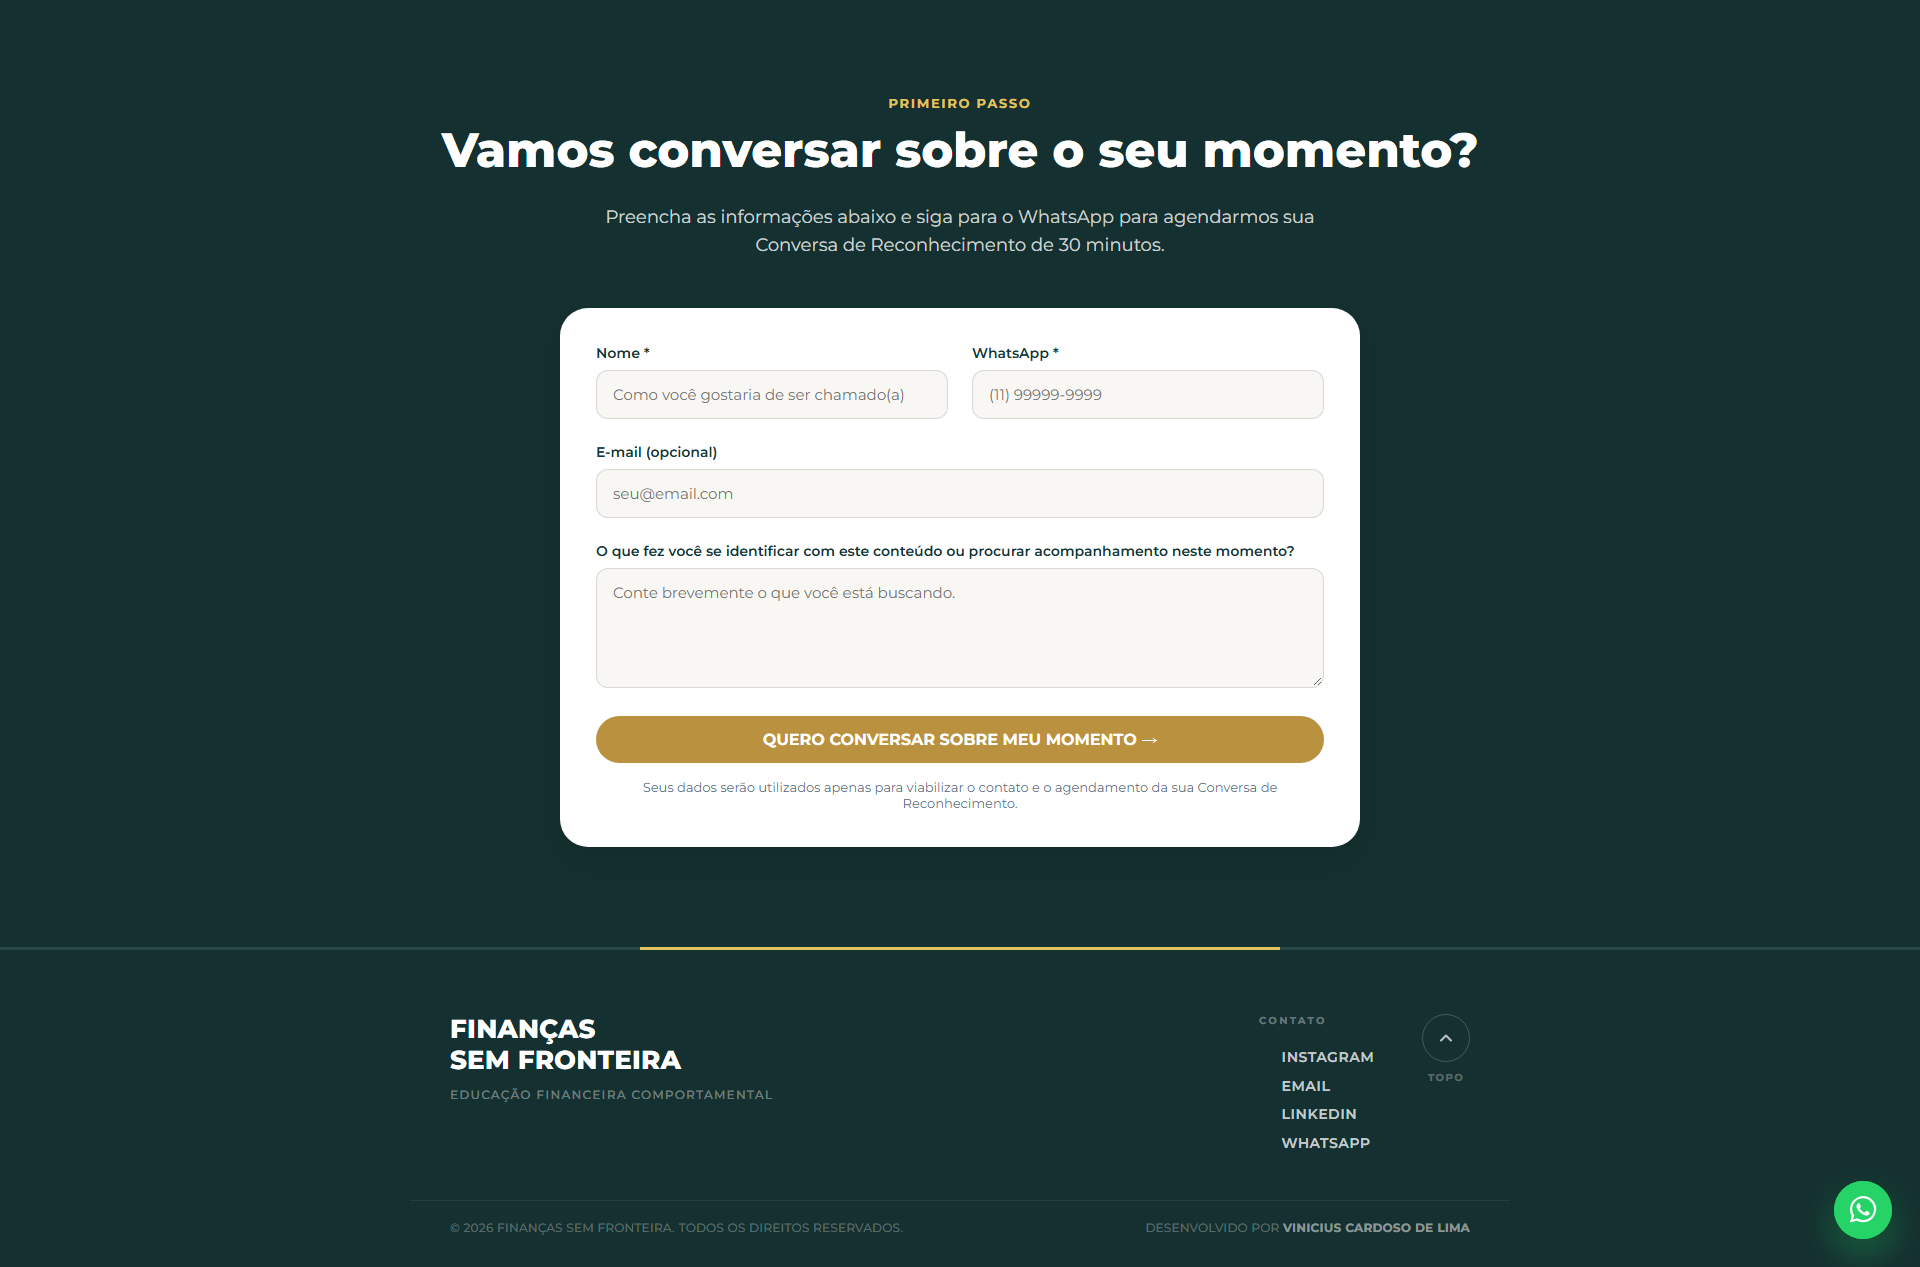 PRIMEIRO PASSO
Vamos conversar sobre o seu momento?
Preencha as informações abaixo e siga para o WhatsApp para agendarmos sua
Conversa de Reconhecimento de 30 minutos.
Nome *
WhatsApp *
Como você gostaria de ser chamado(a)
(11) 99999-9999
E-mail (opcional)
seu@email.com
O que fez você se identificar com este conteúdo ou procurar acompanhamento neste momento?
Conte brevemente o que você está buscando.
QUERO CONVERSAR SOBRE MEU MOMENTO →
Seus dados serão utilizados apenas para viabilizar o contato e o agendamento da sua Conversa de
Reconhecimento.
FINANÇAS
SEM FRONTEIRA
EDUCAÇÃO FINANCEIRA COMPORTAMENTAL
CONTATO
INSTAGRAM
EMAIL
LINKEDIN
WHATSAPP
TOPO
© 2026 FINANÇAS SEM FRONTEIRA. TODOS OS DIREITOS RESERVADOS.
DESENVOLVIDO POR VINICIUS CARDOSO DE LIMA